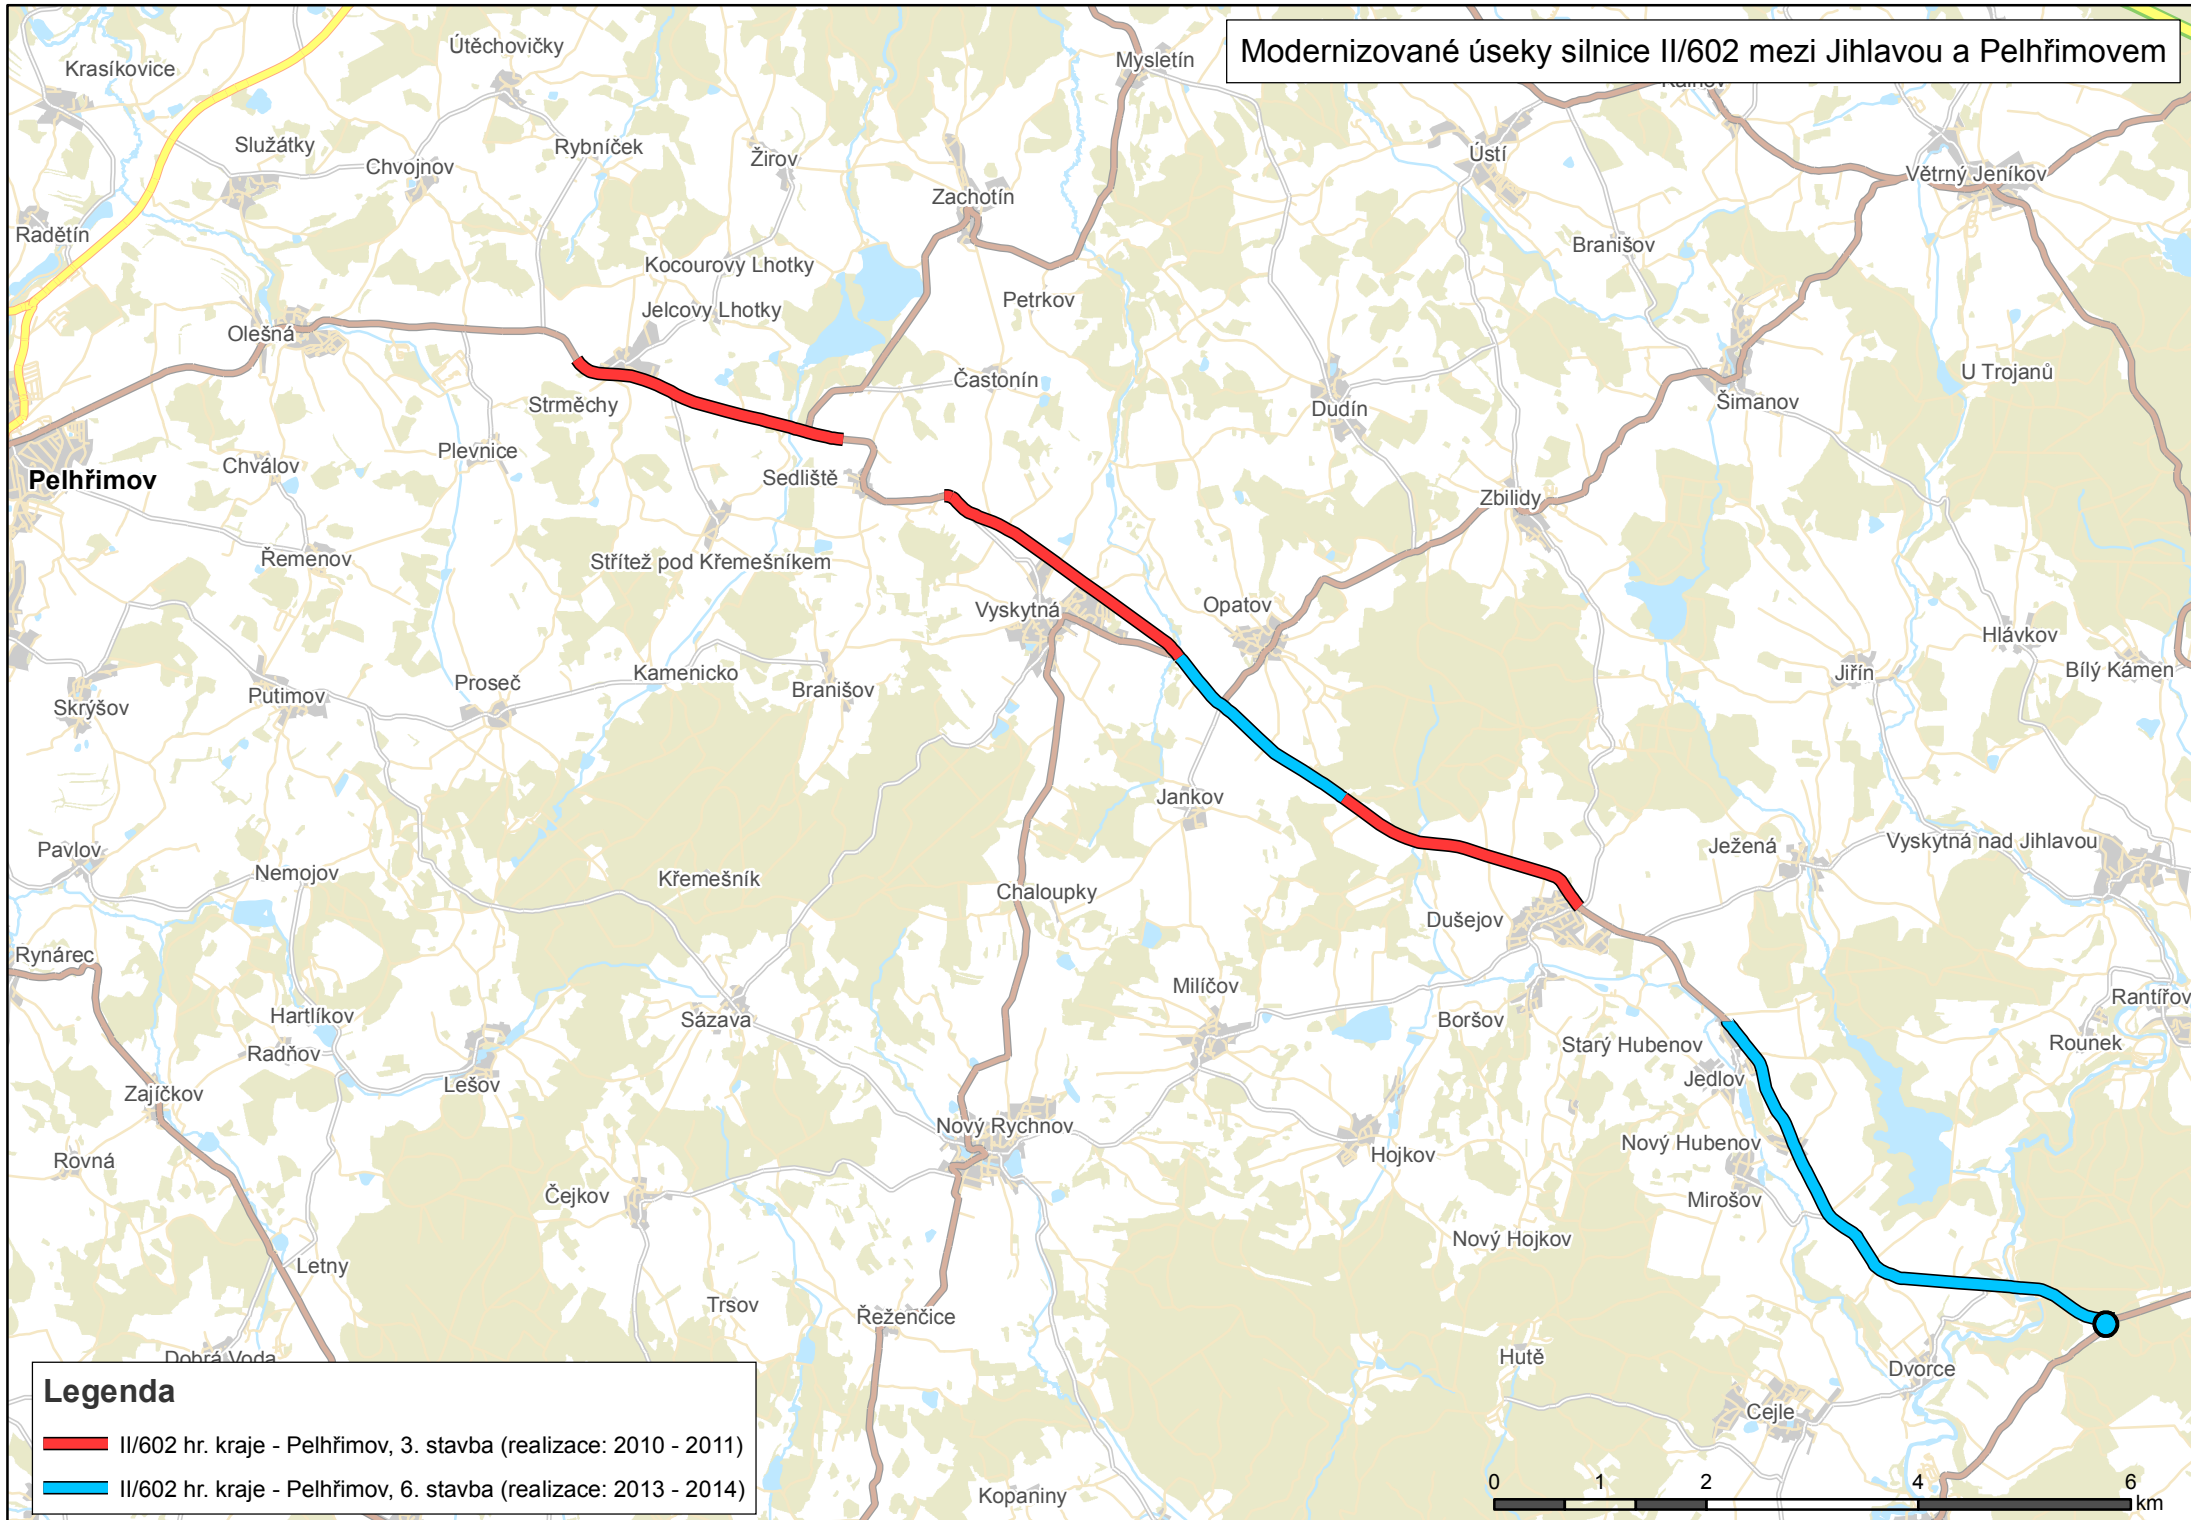 Modernizované úseky silnice II/602 mezi Jihlavou a Pelhřimovem
Útěchovičky
Mysletín
Krasíkovice
Služátky
Rybníček
Žirov
Chvojnov
Ústí
Větrný Jeníkov
Zachotín
Radětín
Branišov
Kocourovy Lhotky
Petrkov
Jelcovy Lhotky
Olešná
U Trojanů
Častonín
Strměchy
Dudín
Šimanov
Plevnice
Chválov
Pelhřimov
Sedliště
Zbilidy
Řemenov
Střítež pod Křemešníkem
Vyskytná
Opatov
Hlávkov
Bílý Kámen
Jiřín
Kamenicko
Proseč
Branišov
Putimov
Skrýšov
Jankov
Ježená
Vyskytná nad Jihlavou
Pavlov
Nemojov
Křemešník
Chaloupky
Dušejov
Rynárec
Milíčov
Rantířov
Hartlíkov
Sázava
Boršov
Starý Hubenov
Rounek
Radňov
Lešov
Jedlov
Zajíčkov
Nový Rychnov
Nový Hubenov
Hojkov
Rovná
Čejkov
Mirošov
Nový Hojkov
Letny
Trsov
Řeženčice
Dobrá Voda
Hutě
Dvorce
Cejle
Kopaniny
Legenda
II/602 hr. kraje - Pelhřimov, 3. stavba (realizace: 2010 - 2011)
II/602 hr. kraje - Pelhřimov, 6. stavba (realizace: 2013 - 2014)
0 1 2 4 6
km